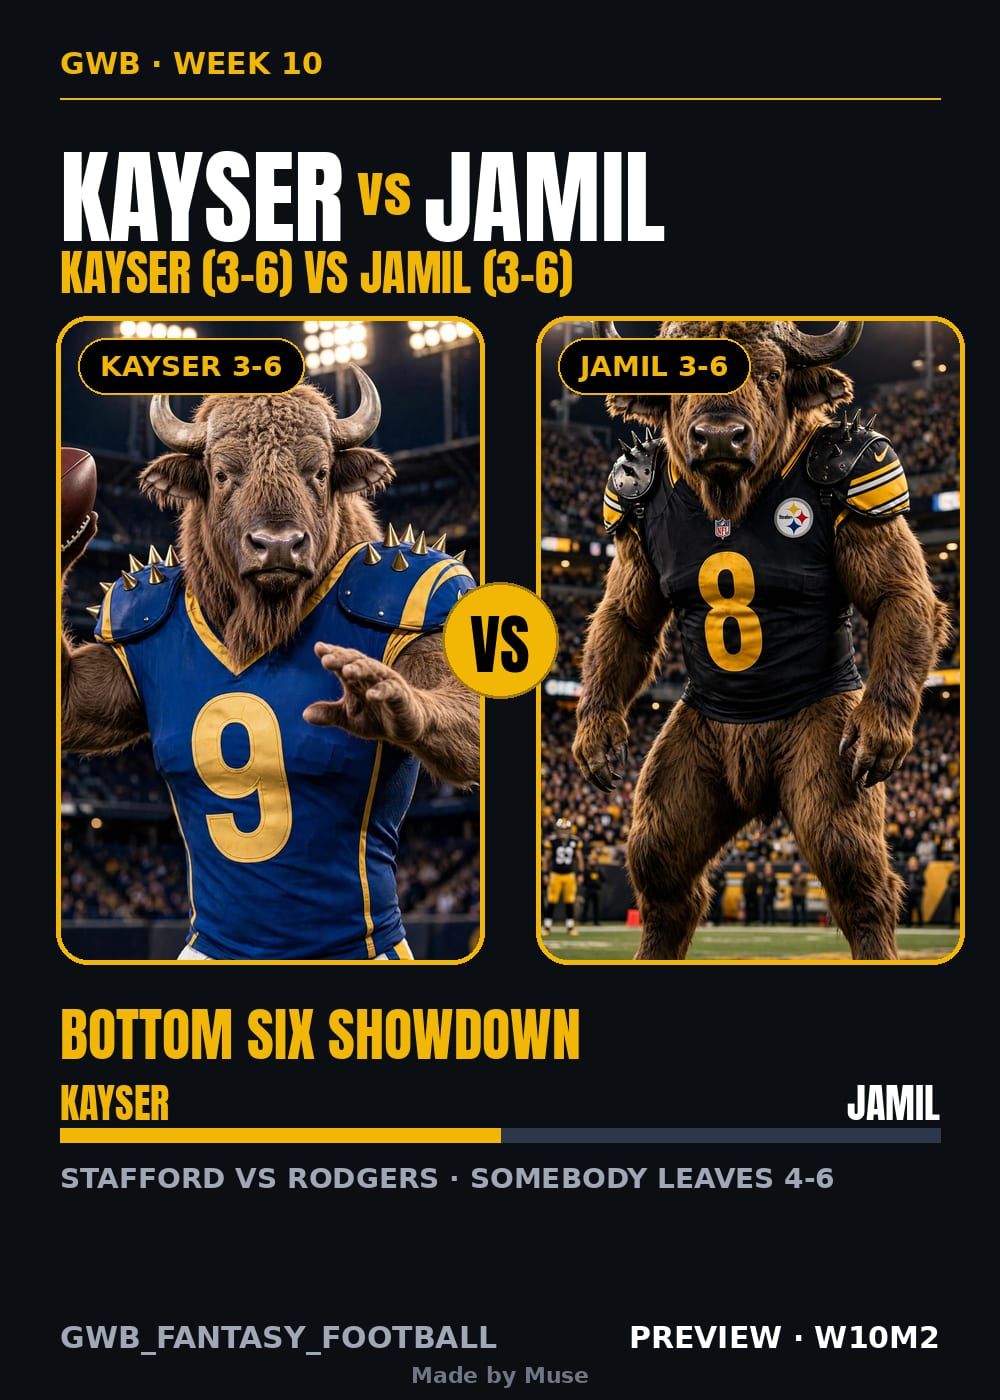 GWB · WEEK 10
KAYSER VS JAMIL
KAYSER (3-6) VS JAMIL (3-6)
KAYSER 3-6
JAMIL 3-6
Steelers
NFL
8
VS
9
BOTTOM SIX SHOWDOWN
KAYSER
JAMIL
STAFFORD VS RODGERS · SOMEBODY LEAVES 4-6
GWB_FANTASY_FOOTBALL
PREVIEW · W10M2
Made by Muse